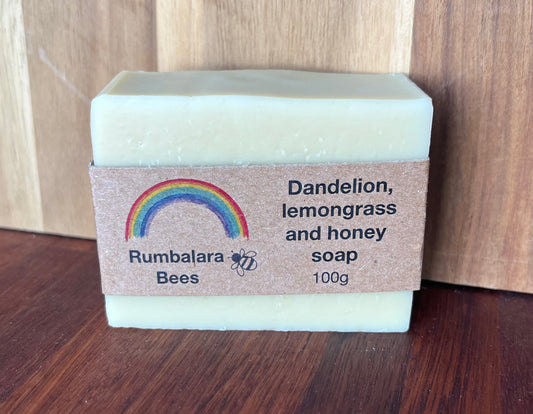 Rumbalara
Bees
Dandelion,
lemongrass
and honey
soap
100g